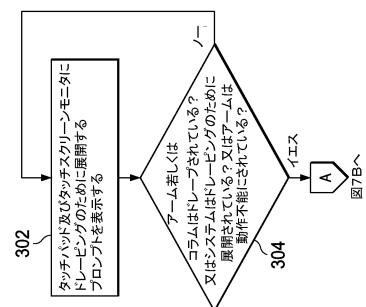 タッチパッド及びタッチスクリーンモニタに
ドレーピングのために展開する
プロンプトを表示する
302
ノー
アーム若しくは
コラムはドレープされている?
又はシステムはドレーピングのために
展開されている?又はアームは
動作不能にされている?
304
イエス
A
図7Bへ